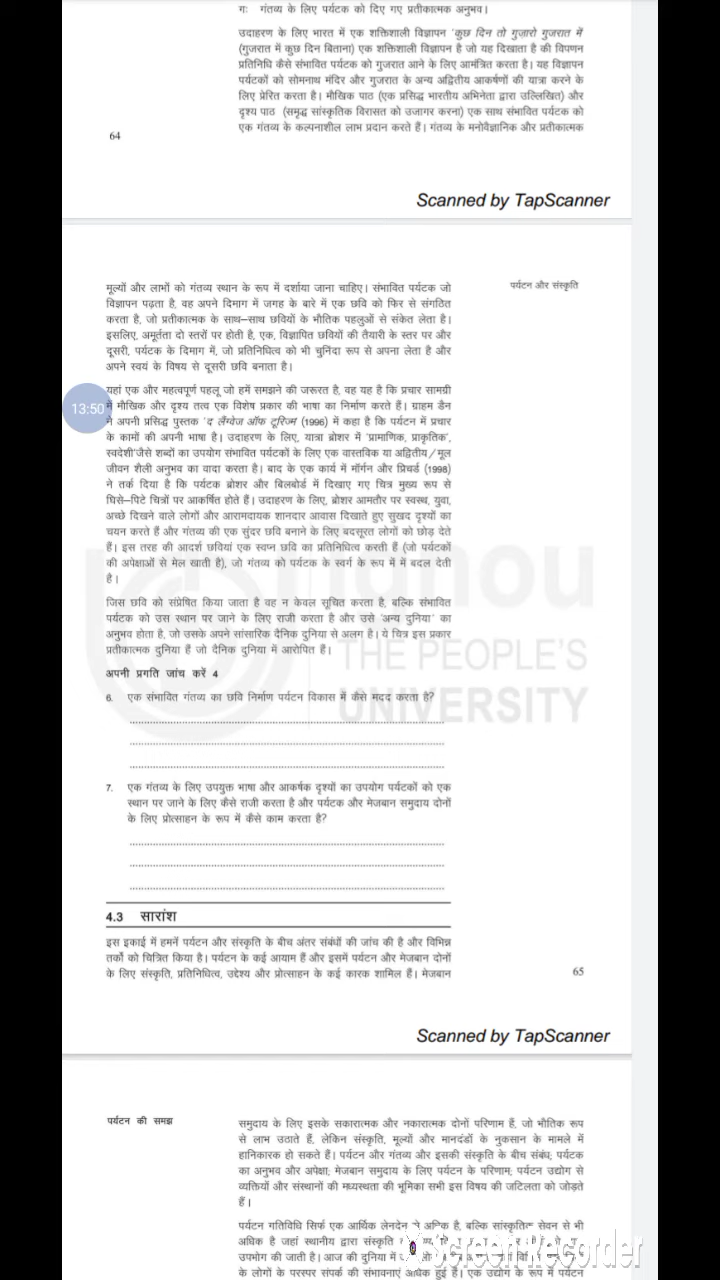 गः गंतव्य के लिए पर्यटक को दिए गए प्रतीकात्मक अनुभव।
उदाहरण के लिए भारत में एक शक्तिशाली विज्ञापन 'कुछ दिन तो गुजारो गुजरात में
(गुजरात में कुछ दिन बिताना) एक शक्तिशाली विज्ञापन है जो यह दिखाता है की विपणन
प्रतिनिधि कैसे संभावित पर्यटक को गुजरात आने के लिए आमंत्रित करता है। यह विज्ञापन
पर्यटकों को सोमनाथ मंदिर और गुजरात के अन्य अद्वितीय आकर्षणों की यात्रा करने के
लिए प्रेरित करता है। मौखिक पाठ (एक प्रसिद्ध भारतीय अभिनेता द्वारा उल्लिखित) और
दृश्य पाठ (समृद्ध सांस्कृतिक विरासत को उजागर करना) एक साथ संभावित पर्यटक को
एक गंतव्य के कल्पनाशील लाभ प्रदान करते हैं। गंतव्य के मनोवैज्ञानिक और प्रतीकात्मक
64
Scanned by TapScanner
पर्यटन और संस्कृति
मूल्यों और लाभों को गंतव्य स्थान के रूप में दर्शाया जाना चाहिए। संभावित पर्यटक जो
विज्ञापन पढ़ता है, वह अपने दिमाग में जगह के बारे में एक छवि को फिर से संगठित
करता है, जो प्रतीकात्मक के साथ–साथ छवियों के भौतिक पहलुओं से संकेत लेता है।
इसलिए, अमूर्तता दो स्तरों पर होती है, एक, विज्ञापित छवियों की तैयारी के स्तर पर और
दूसरी, पर्यटक के दिमाग में, जो प्रतिनिधित्व को भी चुनिंदा रूप से अपना लेता है और
अपने स्वयं के विषय से दूसरी छवि बनाता है।
यहां एक और महत्वपूर्ण पहलू जो हमें समझने की जरूरत है, वह यह है कि प्रचार सामग्री
में मौखिक और दृश्य तत्व एक विशेष प्रकार की भाषा का निर्माण करते हैं। ग्राहम डैन
13:50
ने अपनी प्रसिद्ध पुस्तक 'द लैंग्वेज ऑफ टूरिज्म (1996) में कहा है कि पर्यटन में प्रचार
के कामों की अपनी भाषा है। उदाहरण के लिए, यात्रा ब्रोशर में 'प्रामाणिक, प्राकृतिक',
स्वदेशी'जैसे शब्दों का उपयोग संभावित पर्यटकों के लिए एक वास्तविक या अद्वितीय/मूल
जीवन शैली अनुभव का वादा करता है। बाद के एक कार्य में मॉर्गन और प्रिचर्ड (1998)
ने तर्क दिया है कि पर्यटक ब्रोशर और बिलबोर्ड में दिखाए गए चित्र मुख्य रूप से
घिसे–पिटे चित्रों पर आकर्षित होते हैं। उदाहरण के लिए, ब्रोशर आमतौर पर स्वस्थ, युवा,
अच्छे दिखने वाले लोगों और आरामदायक शानदार आवास दिखाते हुए सुखद दृश्यों का
चयन करते हैं और गंतव्य की एक सुंदर छवि बनाने के लिए बदसूरत लोगों को छोड़ देते
हैं। इस तरह की आदर्श छवियां एक स्वप्न छवि का प्रतिनिधित्व करती हैं (जो पर्यटकों
की अपेक्षाओं से मेल खाती है), जो गंतव्य को पर्यटक के स्वर्ग के रूप में में बदल देती
है।
ignou
जिस छवि को संप्रेषित किया जाता है वह न केवल सूचित करता है, बल्कि संभावित
पर्यटक को उस स्थान पर जाने के लिए राजी करता है और उसे 'अन्य दुनिया' का
अनुभव होता है, जो उसके अपने सांसारिक दैनिक दुनिया से अलग है। ये चित्र इस प्रकार
प्रतीकात्मक दुनिया हैं जो दैनिक दुनिया में आरोपित हैं।
THE PEOPLE'S
UNIVERSITY
अपनी प्रगति जांच करें 4
6. एक संभावित गंतव्य का छवि निर्माण पर्यटन विकास में कैसे मदद करता है?
7. एक गंतव्य के लिए उपयुक्त भाषा और आकर्षक दृश्यों का उपयोग पर्यटकों को एक
स्थान पर जाने के लिए कैसे राजी करता है और पर्यटक और मेजबान समुदाय दोनों
के लिए प्रोत्साहन के रूप में कैसे काम करता है?
4.3 सारांश
इस इकाई में हमनें पर्यटन और संस्कृति के बीच अंतर संबंधों की जांच की है और विभिन्न
तर्कों को चित्रित किया है। पर्यटन के कई आयाम हैं और इसमें पर्यटन और मेजबान दोनों
के लिए संस्कृति, प्रतिनिधित्व, उद्देश्य और प्रोत्साहन के कई कारक शामिल हैं। मेजबान
65
Scanned by TapScanner
पर्यटन की समझ
समुदाय के लिए इसके सकारात्मक और नकारात्मक दोनों परिणाम हैं, जो भौतिक रूप
से लाभ उठाते हैं, लेकिन संस्कृति, मूल्यों और मानदंडों के नुकसान के मामले में
हानिकारक हो सकते हैं। पर्यटन और गंतव्य और इसकी संस्कृति के बीच संबंध; पर्यटक
का अनुभव और अपेक्षा; मेजबान समुदाय के लिए पर्यटन के परिणाम; पर्यटन उद्योग से
व्यक्तियों और संस्थानों की मध्यस्थता की भूमिका सभी इस विषय की जटिलता को जोड़ते
हैं।
पर्यटन गतिविधि सिर्फ एक आर्थिक लेनदेन से अधिक है, बल्कि सांस्कृतिक सेवन से भी
अधिक है जहां स्थानीय द्वारा संस्कृति
उपभोग की जाती है। आज की दुनिया में
के लोगों के परस्पर संपर्क की संभावनाएं अधिक हुई हैं। एक उद्योग के रूप में पर्यटन
Screen Recorder